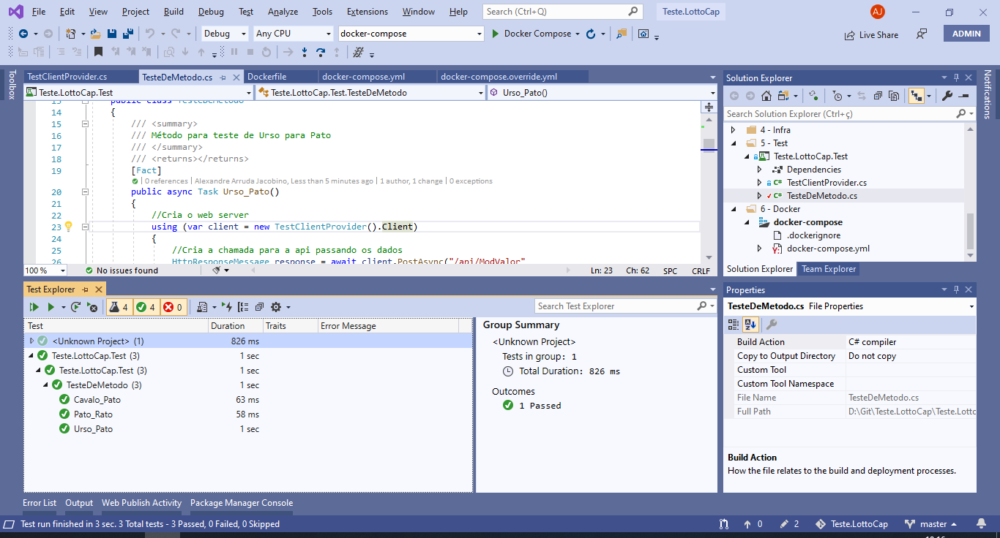 File Edit View Project Build Debug Test Analyze Tools Extensions Window Help Search (Ctrl+Q) Teste.LottoCap AJ
Debug Any CPU docker-compose Docker Compose Live Share ADMIN
Toolbox
TestClientProvider.cs TesteDeMetodo.cs Dockerfile docker-compose.yml docker-compose.override.yml
Teste.LottoCap.Test Teste.LottoCap.Test.TesteDeMetodo Urso_Pato()
13 public class TesteDeMetodo
14 {
15 /// <summary>
16 /// Método para teste de Urso para Pato
17 /// </summary>
18 /// <returns></returns>
19 [Fact]
| 0 references | Alexandre Arruda Jacobino, Less than 5 minutes ago | 1 author, 1 change | 0 exceptions
20 public async Task Urso_Pato()
21 {
22 //Cria o web server
23 using (var client = new TestClientProvider().Client)
24 {
25 //Cria a chamada para a api passando os dados
26 HttpResponseMessage response = await client.PostAsync("/api/ModValor"
100 % No issues found Ln: 23 Ch: 62 SPC CRLF
Test Explorer
4 4 0 Search Test Explorer
Test Duration Traits Error Message
<Unknown Project> (1) 826 ms
Teste.LottoCap.Test (3) 1 sec
Teste.LottoCap.Test (3) 1 sec
TesteDeMetodo (3) 1 sec
Cavalo_Pato 63 ms
Pato_Rato 58 ms
Urso_Pato 1 sec
Group Summary
<Unknown Project>
Tests in group: 1
Total Duration: 826 ms
Outcomes
1 Passed
Solution Explorer
Search Solution Explorer (Ctrl+ç)
4 - Infra
5 - Test
Teste.LottoCap.Test
Dependencies
C# TestClientProvider.cs
C# TesteDeMetodo.cs
6 - Docker
docker-compose
.dockerignore
docker-compose.yml
Solution Explorer Team Explorer
Notifications
Properties
TesteDeMetodo.cs File Properties
Build Action C# compiler
Copy to Output Directory Do not copy
Custom Tool
Custom Tool Namespace
File Name TesteDeMetodo.cs
Full Path D:\Git\Teste.LottoCap\Teste.Lottc
Build Action
How the file relates to the build and deployment processes.
Error List Output Web Publish Activity Package Manager Console
Test run finished in 3 sec. 3 Total tests - 3 Passed, 0 Failed, 0 Skipped 0 2 Teste.LottoCap master